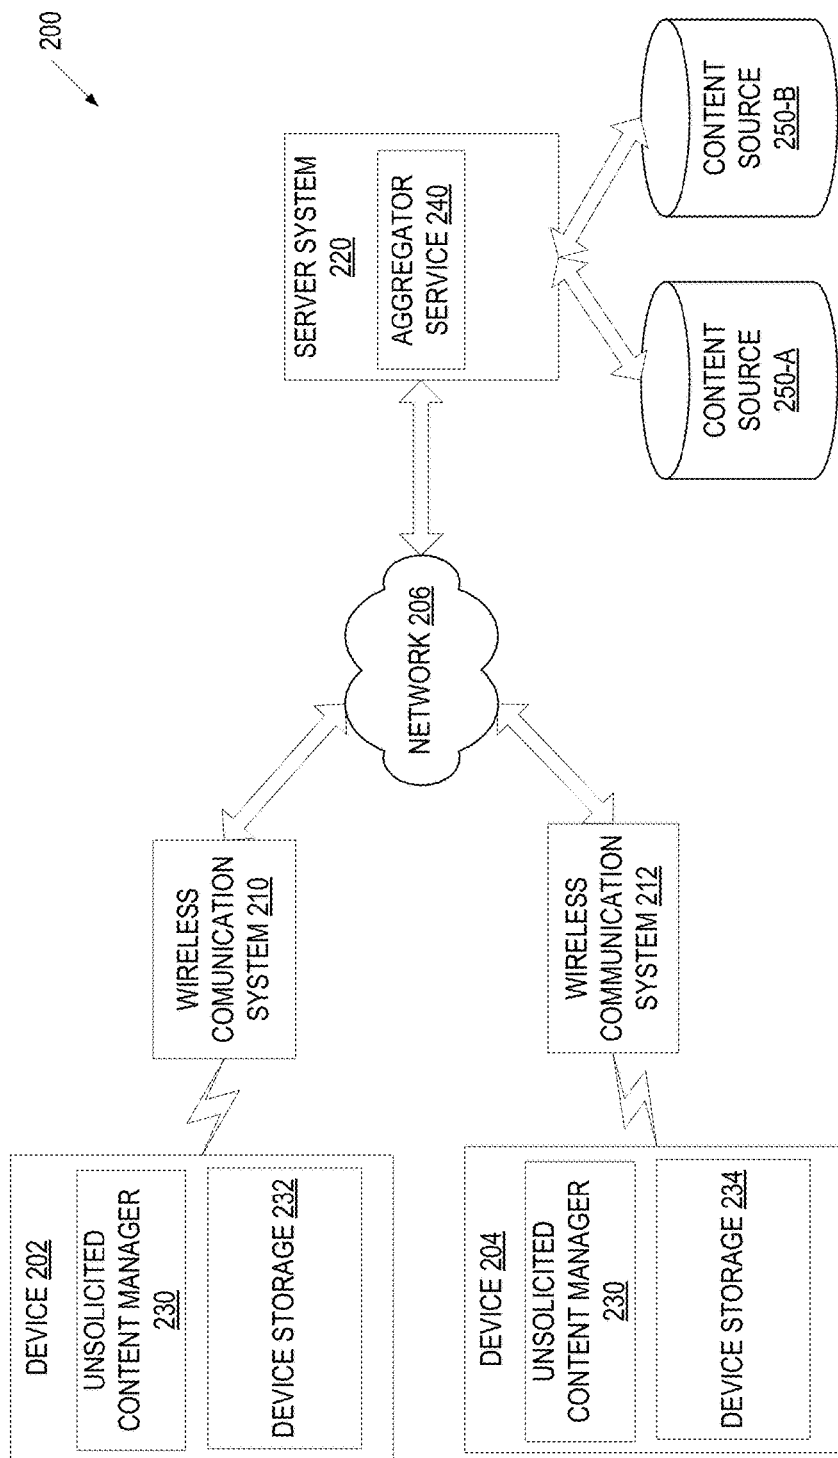 200
DEVICE 202
UNSOLICITED
CONTENT MANAGER
230
DEVICE STORAGE 232
WIRELESS
COMUNICATION
SYSTEM 210
DEVICE 204
UNSOLICITED
CONTENT MANAGER
230
DEVICE STORAGE 234
WIRELESS
COMMUNICATION
SYSTEM 212
NETWORK 206
SERVER SYSTEM
220
AGGREGATOR
SERVICE 240
CONTENT
SOURCE
250-A
CONTENT
SOURCE
250-B